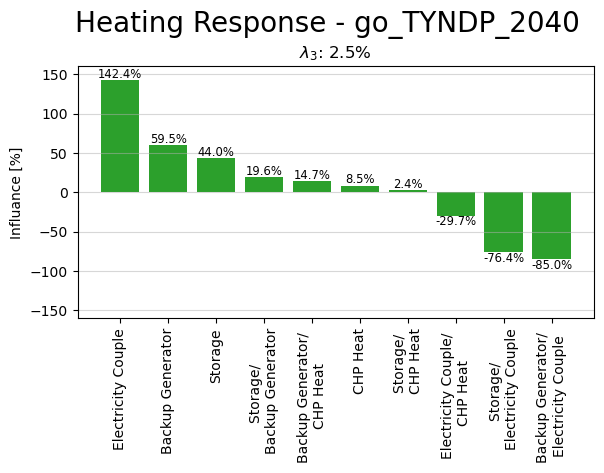 Heating Response - go_TYNDP_2040
λ₃: 2.5%
Influance [%]
150
100
50
0
−50
−100
−150
142.4%
59.5%
44.0%
19.6%
14.7%
8.5%
2.4%
-29.7%
-76.4%
-85.0%
Electricity Couple
Backup Generator
Storage
Storage/
Backup Generator
Backup Generator/
CHP Heat
CHP Heat
Storage/
CHP Heat
Electricity Couple/
CHP Heat
Storage/
Electricity Couple
Backup Generator/
Electricity Couple